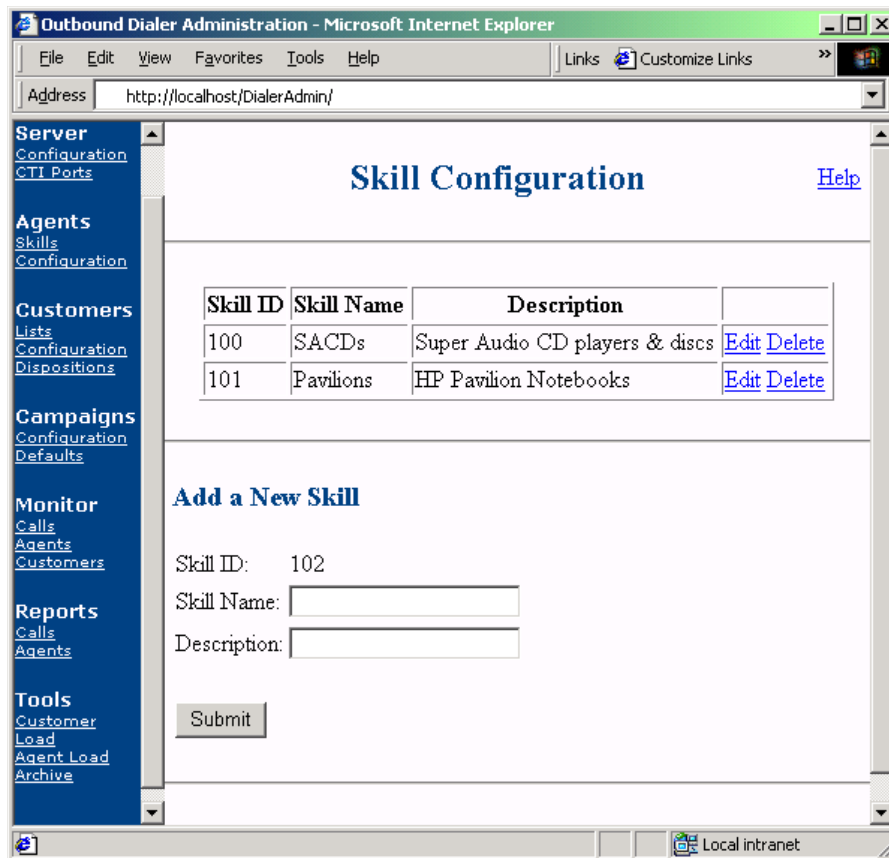 Outbound Dialer Administration - Microsoft Internet Explorer
File Edit View Favorites Tools Help Links Customize Links »
Address http://localhost/DialerAdmin/
Server
Configuration
CTI Ports
Agents
Skills
Configuration
Customers
Lists
Configuration
Dispositions
Campaigns
Configuration
Defaults
Monitor
Calls
Agents
Customers
Reports
Calls
Agents
Tools
Customer
Load
Agent Load
Archive
Skill Configuration
Help
Skill ID Skill Name Description
100 SACDs Super Audio CD players & discs Edit Delete
101 Pavilions HP Pavilion Notebooks Edit Delete
Add a New Skill
Skill ID: 102
Skill Name:
Description:
Submit
Local intranet